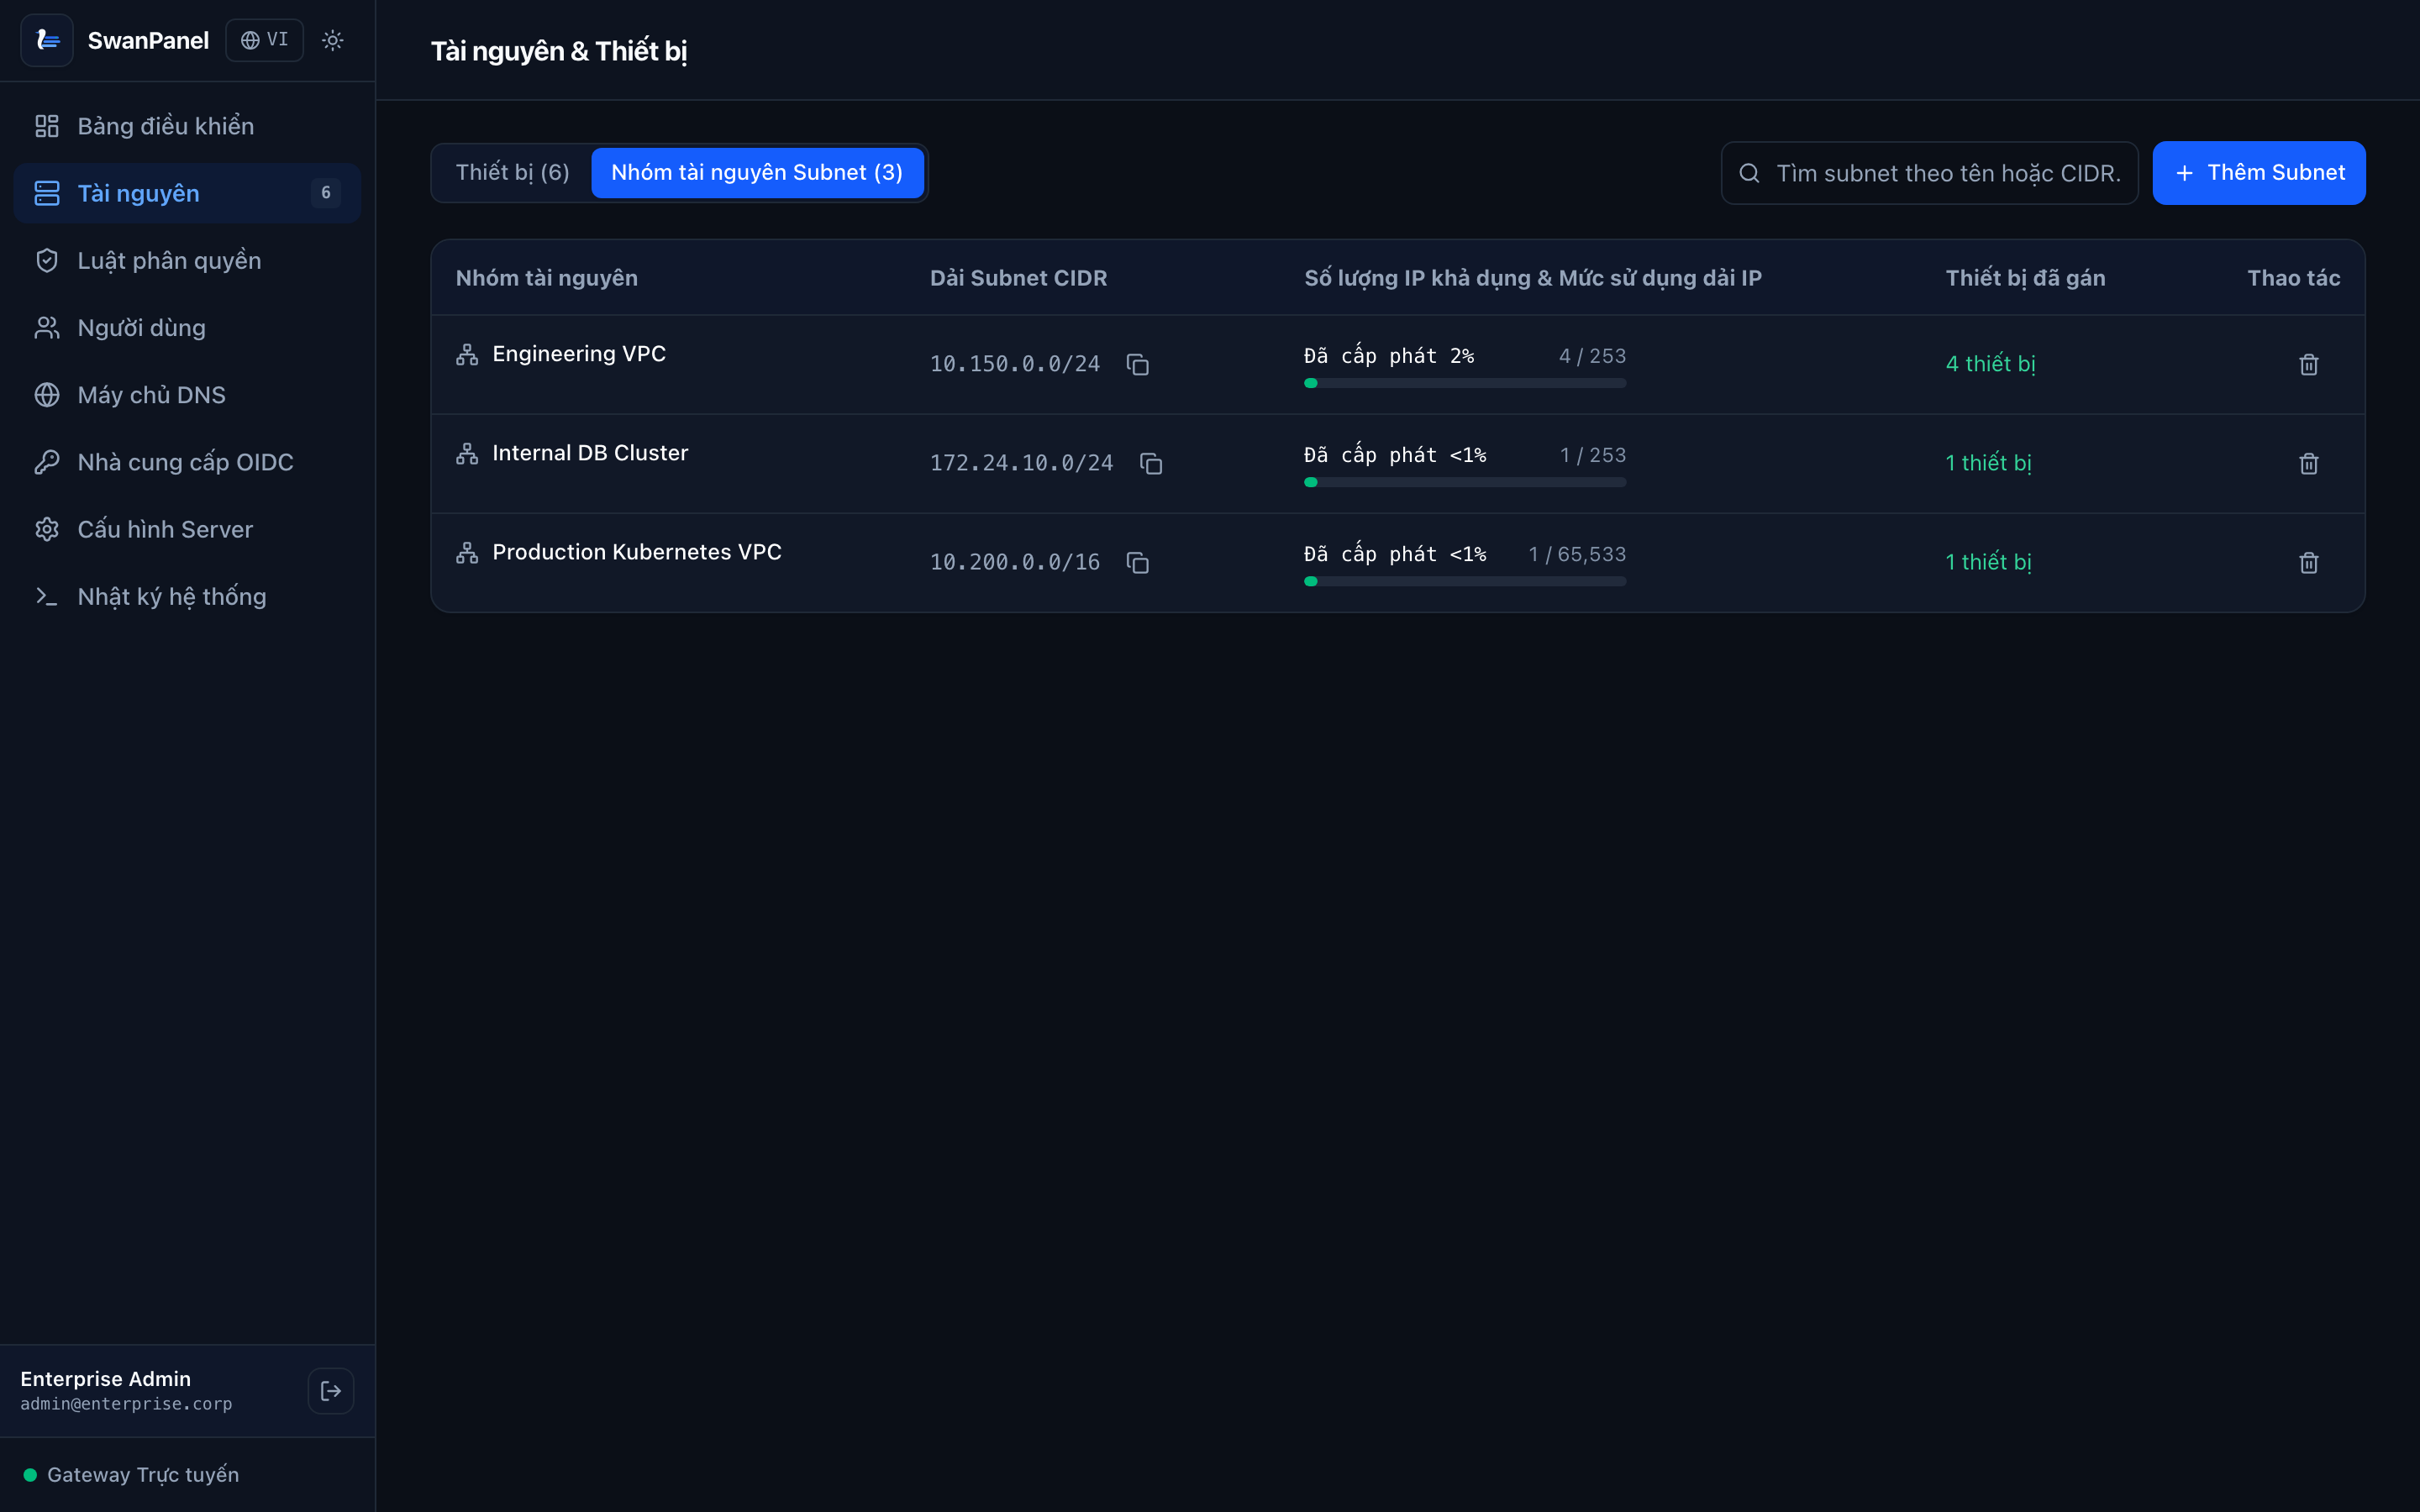 SwanPanel
VI
Bảng điều khiển
Tài nguyên 6
Luật phân quyền
Người dùng
Máy chủ DNS
Nhà cung cấp OIDC
Cấu hình Server
Nhật ký hệ thống
Enterprise Admin
admin@enterprise.corp
Gateway Trực tuyến
Tài nguyên & Thiết bị
Thiết bị (6) Nhóm tài nguyên Subnet (3)
Tìm subnet theo tên hoặc CIDR.
Thêm Subnet
Nhóm tài nguyên Dải Subnet CIDR Số lượng IP khả dụng & Mức sử dụng dải IP Thiết bị đã gán Thao tác
Engineering VPC 10.150.0.0/24 Đã cấp phát 2% 4 / 253 4 thiết bị
Internal DB Cluster 172.24.10.0/24 Đã cấp phát <1% 1 / 253 1 thiết bị
Production Kubernetes VPC 10.200.0.0/16 Đã cấp phát <1% 1 / 65,533 1 thiết bị